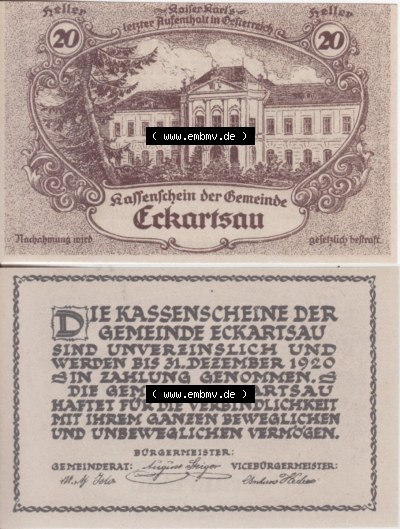 Heller
Kaiser Karl's
letzter Aufenthalt in Oesterreich
Heller
20
20
( www.embmv.de )
Kassenschein der Gemeinde
Eckartsau
Nachahmung wird
gesetzlich bestraft.
DIE KASSENSCHEINE DER
GEMEINDE ECKARTSAU
SIND UNVERZINSLICH UND
WERDEN BIS 31. DEZEMBER 1920
IN ZAHLUNG GENOMMEN.
DIE GEM ARTSAU
( www.embmv.de )
HAFTET FÜR DIE VERBINDLICHKEIT
MIT IHREM GANZEN BEWEGLICHEN
UND UNBEWEGLICHEN VERMÖGEN.
BÜRGERMEISTER:
GEMEINDERAT:
VICEBÜRGERMEISTER: